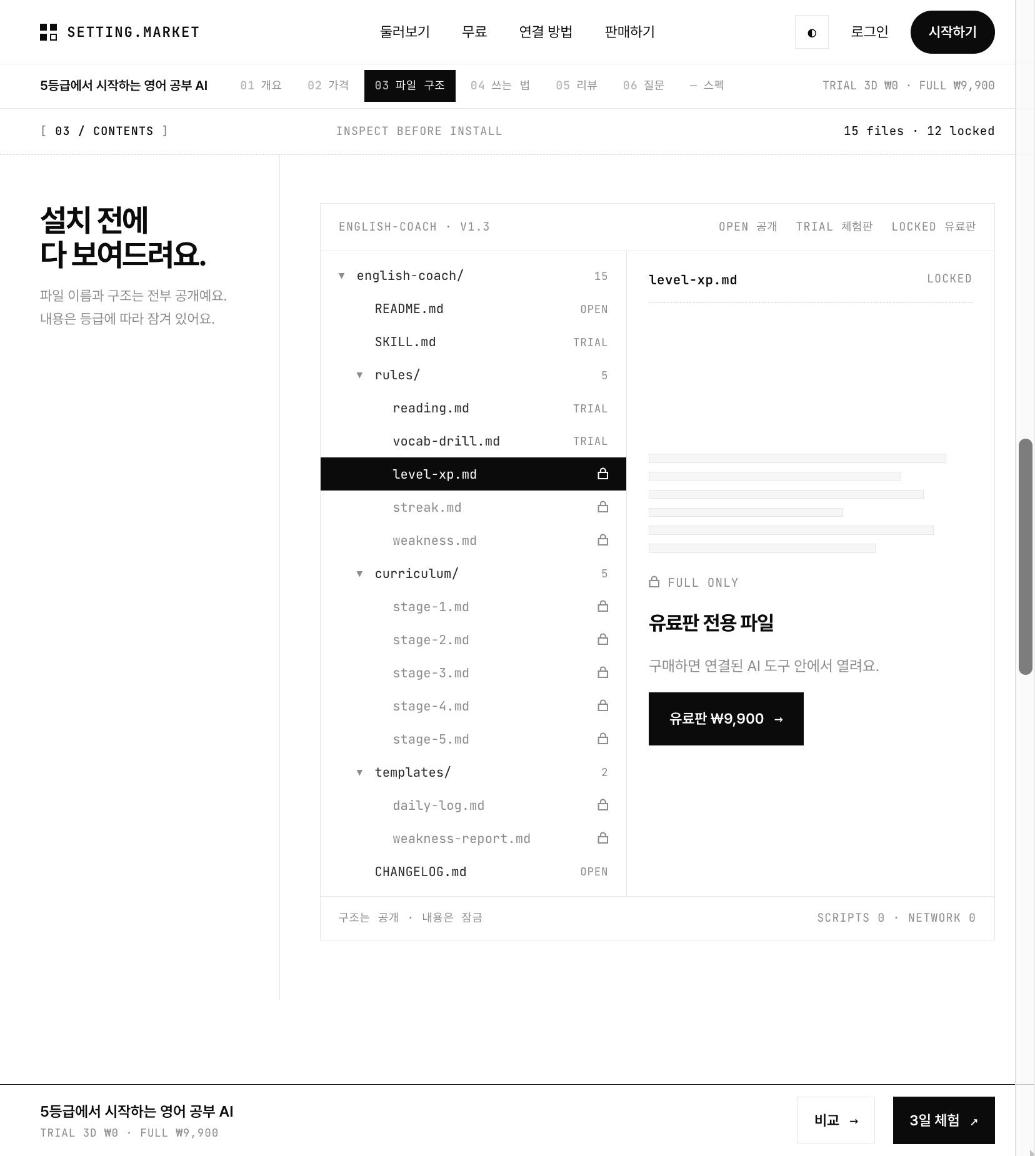 SETTING.MARKET 둘러보기 무료 연결 방법 판매하기 ◐ 로그인 시작하기
5등급에서 시작하는 영어 공부 AI 01 개요 02 가격 03 파일 구조 04 쓰는 법 05 리뷰 06 질문 — 스펙 TRIAL 3D ₩0 · FULL ₩9,900
[ 03 / CONTENTS ] INSPECT BEFORE INSTALL 15 files · 12 locked
설치 전에
다 보여드려요.
파일 이름과 구조는 전부 공개예요.
내용은 등급에 따라 잠겨 있어요.
ENGLISH-COACH · V1.3 OPEN 공개 TRIAL 체험판 LOCKED 유료판
▼ english-coach/ 15
README.md OPEN
SKILL.md TRIAL
▼ rules/ 5
reading.md TRIAL
vocab-drill.md TRIAL
level-xp.md
streak.md
weakness.md
▼ curriculum/ 5
stage-1.md
stage-2.md
stage-3.md
stage-4.md
stage-5.md
▼ templates/ 2
daily-log.md
weakness-report.md
CHANGELOG.md OPEN
level-xp.md LOCKED
FULL ONLY
유료판 전용 파일
구매하면 연결된 AI 도구 안에서 열려요.
유료판 ₩9,900 →
구조는 공개 · 내용은 잠금 SCRIPTS 0 · NETWORK 0
5등급에서 시작하는 영어 공부 AI
TRIAL 3D ₩0 · FULL ₩9,900
비교 → 3일 체험 ↗